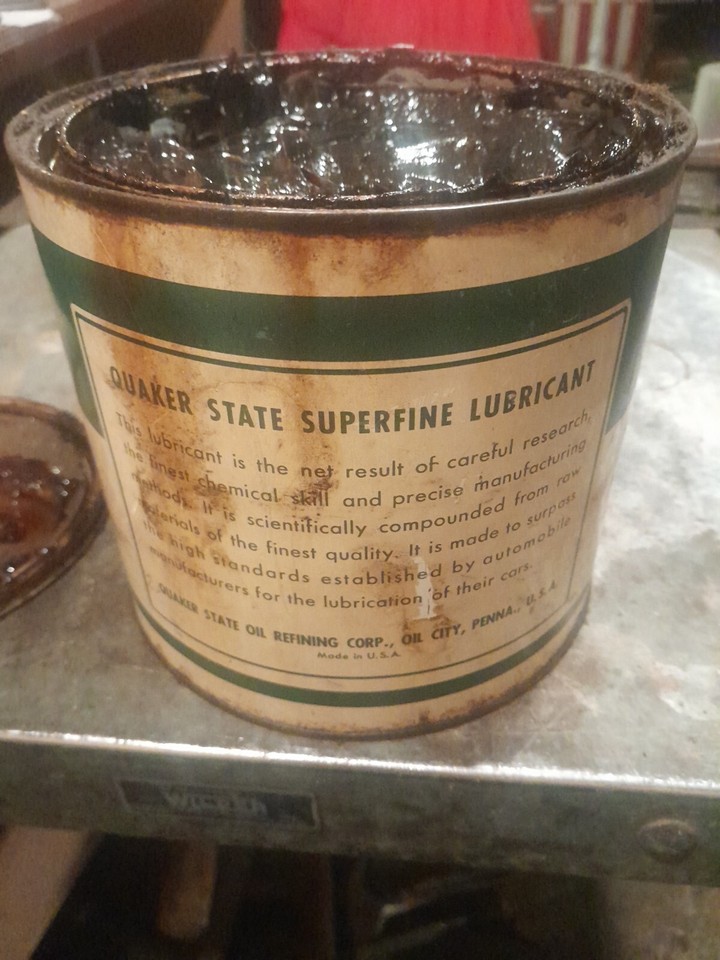 QUAKER STATE SUPERFINE LUBRICANT
This lubricant is the net result of careful research,
the finest chemical skill and precise manufacturing
methods. It is scientifically compounded from raw
materials of the finest quality. It is made to surpass
the high standards established by automobile
manufacturers for the lubrication of their cars.
QUAKER STATE OIL REFINING CORP., OIL CITY, PENNA., U.S.A.
Made in U.S.A.